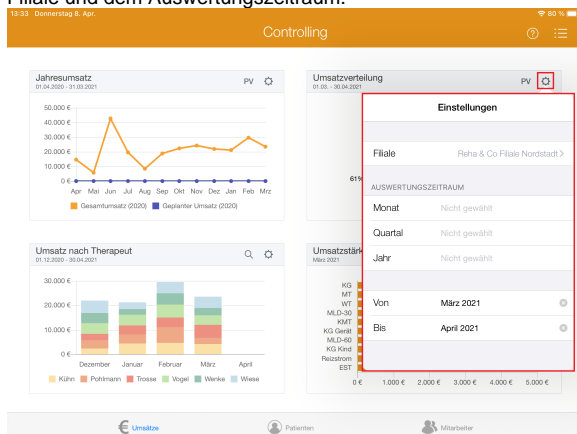 Filiale und dem Auswertungszeitraum.
13:33 Donnerstag 8. Apr.
80 %
Controlling
Jahresumsatz
01.04.2020 - 31.03.2021
PV
50.000 €
40.000 €
30.000 €
20.000 €
10.000 €
0 €
Apr Mai Jun Jul Aug Sep Okt Nov Dez Jan Feb Mrz
Gesamtumsatz (2020) Geplanter Umsatz (2020)
Umsatzverteilung
01.03. - 30.04.2021
PV
61%
Einstellungen
Filiale Reha & Co Filiale Nordstadt
AUSWERTUNGSZEITRAUM
Monat Nicht gewählt
Quartal Nicht gewählt
Jahr Nicht gewählt
Von März 2021
Bis April 2021
Umsatz nach Therapeut
01.12.2020 - 30.04.2021
30.000 €
20.000 €
10.000 €
0 €
Dezember Januar Februar März April
Kühn Pohlmann Trosse Vogel Wenke Wiese
Umsatzstärk
März 2021
KG
MT
WT
MLD-30
KMT
KG Gerät
MLD-60
KG Kind
Reizstrom
EST
0 € 1.000 € 2.000 € 3.000 € 4.000 € 5.000 €
Umsätze
Patienten
Mitarbeiter